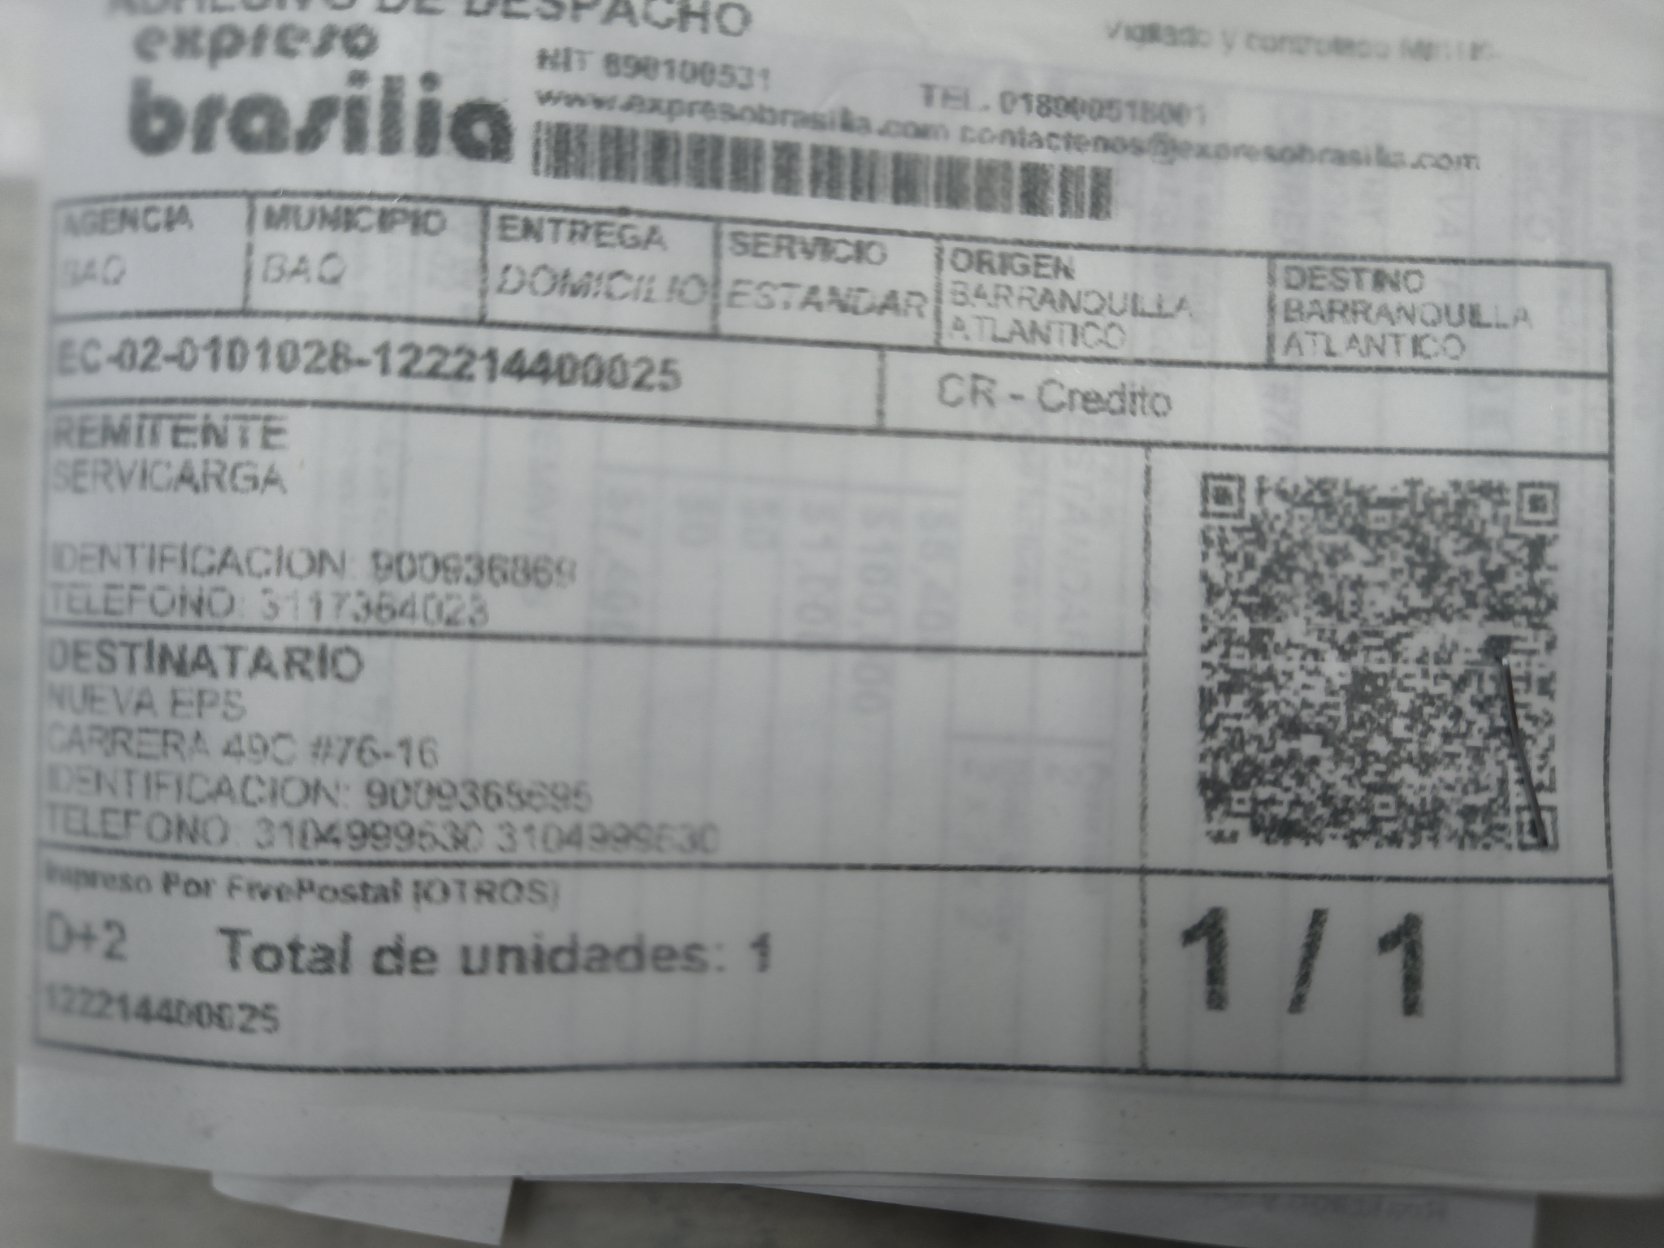 ADHESIVO DE DESPACHO
expreso
brasilia
Vigilado y controlado
NIT 890100531
TEL. 018000518001
www.expresobrasilia.com contactenos@expresobrasilia.com
AGENCIA
BAQ
MUNICIPIO
BAQ
ENTREGA
DOMICILIO
SERVICIO
ESTANDAR
ORIGEN
BARRANQUILLA
ATLANTICO
DESTINO
BARRANQUILLA
ATLANTICO
EC-02-0101028-122214400025
CR - Credito
REMITENTE
SERVICARGA
IDENTIFICACION: 900936869
TELEFONO: 3117364023
DESTINATARIO
NUEVA EPS
CARRERA 49C #76-16
IDENTIFICACION:
TELEFONO: 3104999630 3104999630
Impreso Por FivePostal (OTROS)
D+2
Total de unidades: 1
1 / 1
122214400025